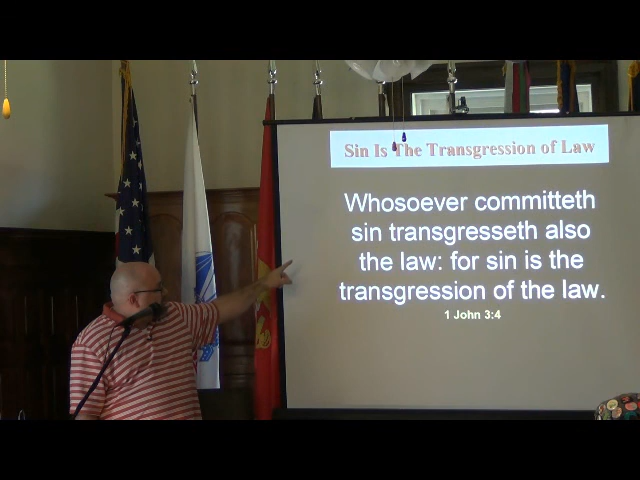 Sin Is The Transgression of Law
Whosoever committeth
sin transgresseth also
the law: for sin is the
transgression of the law.
1 John 3:4